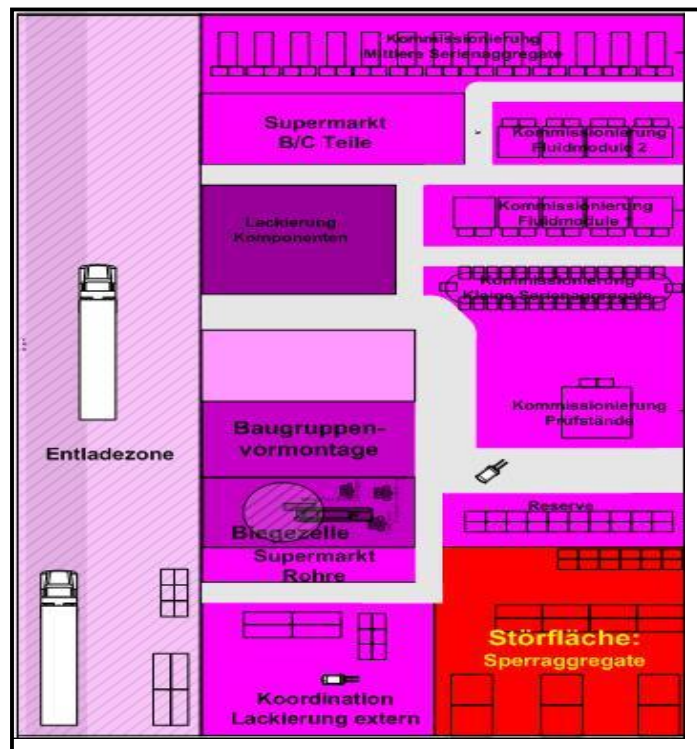 Kommissionierung
Mittlere Serienaggregate
Supermarkt
B/C Teile
Kommissionierung
Fluidmodule 2
Lackierung
Komponenten
Kommissionierung
Fluidmodule 1
Kommissionierung
Kleine Serienaggregate
Kommissionierung
Prüfstände
Baugruppen-
vormontage
Entladezone
Biegezelle
Reserve
Supermarkt
Rohre
Störfläche:
Sperraggregate
Koordination
Lackierung extern